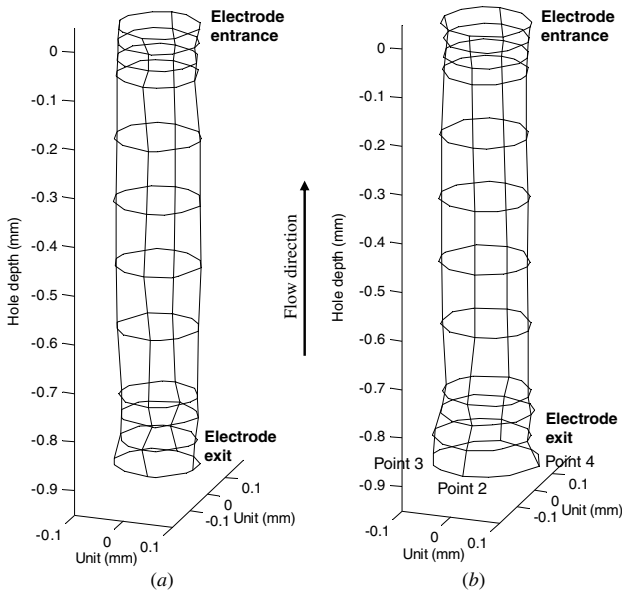 Electrode
entrance
0
-0.1
-0.2
-0.3
-0.4
-0.5
-0.6
-0.7
-0.8
-0.9
Hole depth (mm)
Electrode
exit
0.1
0
-0.1
Unit (mm)
-0.1
0
0.1
Unit (mm)
(a)
Flow direction
Electrode
entrance
0
-0.1
-0.2
-0.3
-0.4
-0.5
-0.6
-0.7
-0.8
-0.9
Hole depth (mm)
Electrode
exit
Point 3
Point 4
Point 2
0.1
0
-0.1
Unit (mm)
-0.1
0
0.1
Unit (mm)
(b)